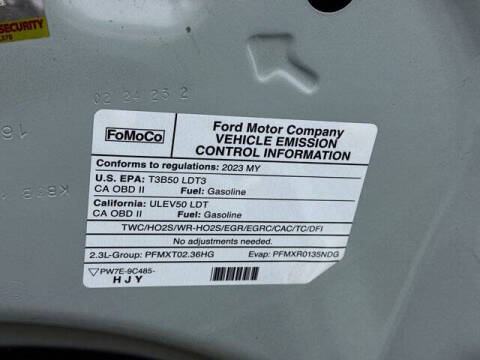 SECURITY
02 24 23 2
FoMoCo
Ford Motor Company
VEHICLE EMISSION
CONTROL INFORMATION
Conforms to regulations: 2023 MY
U.S. EPA: T3B50 LDT3
CA OBD II Fuel: Gasoline
California: ULEV50 LDT
CA OBD II Fuel: Gasoline
TWC/HO2S/WR-HO2S/EGR/EGRC/CAC/TC/DFI
No adjustments needed.
2.3L-Group: PFMXT02.36HG Evap: PFMXR0135NDG
PW7E-9C485-
HJY